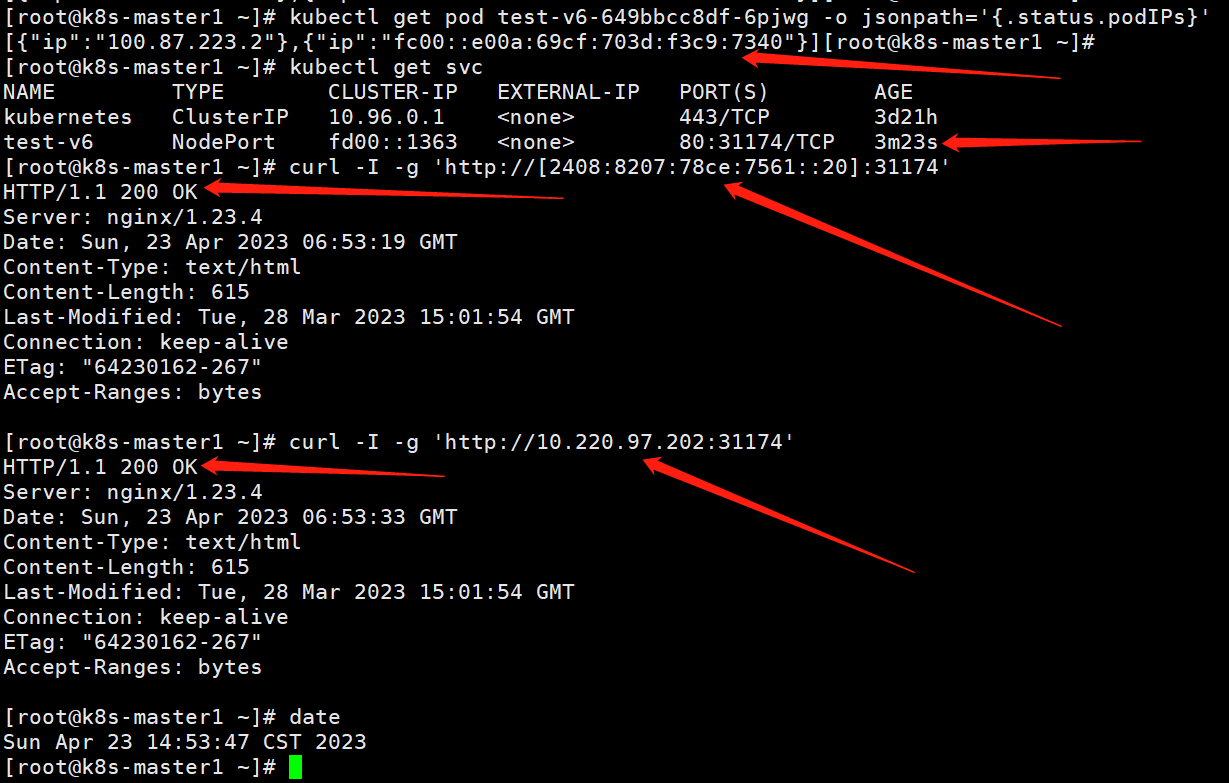 [root@k8s-master1 ~]# kubectl get pod test-v6-649bbcc8df-6pjwg -o jsonpath='{.status.podIPs}'
[{"ip":"100.87.223.2"},{"ip":"fc00::e00a:69cf:703d:f3c9:7340"}][root@k8s-master1 ~]#
[root@k8s-master1 ~]# kubectl get svc
NAME TYPE CLUSTER-IP EXTERNAL-IP PORT(S) AGE
kubernetes ClusterIP 10.96.0.1 <none> 443/TCP 3d21h
test-v6 NodePort fd00::1363 <none> 80:31174/TCP 3m23s
[root@k8s-master1 ~]# curl -I -g 'http://[2408:8207:78ce:7561::20]:31174'
HTTP/1.1 200 OK
Server: nginx/1.23.4
Date: Sun, 23 Apr 2023 06:53:19 GMT
Content-Type: text/html
Content-Length: 615
Last-Modified: Tue, 28 Mar 2023 15:01:54 GMT
Connection: keep-alive
ETag: "64230162-267"
Accept-Ranges: bytes
[root@k8s-master1 ~]# curl -I -g 'http://10.220.97.202:31174'
HTTP/1.1 200 OK
Server: nginx/1.23.4
Date: Sun, 23 Apr 2023 06:53:33 GMT
Content-Type: text/html
Content-Length: 615
Last-Modified: Tue, 28 Mar 2023 15:01:54 GMT
Connection: keep-alive
ETag: "64230162-267"
Accept-Ranges: bytes
[root@k8s-master1 ~]# date
Sun Apr 23 14:53:47 CST 2023
[root@k8s-master1 ~]#